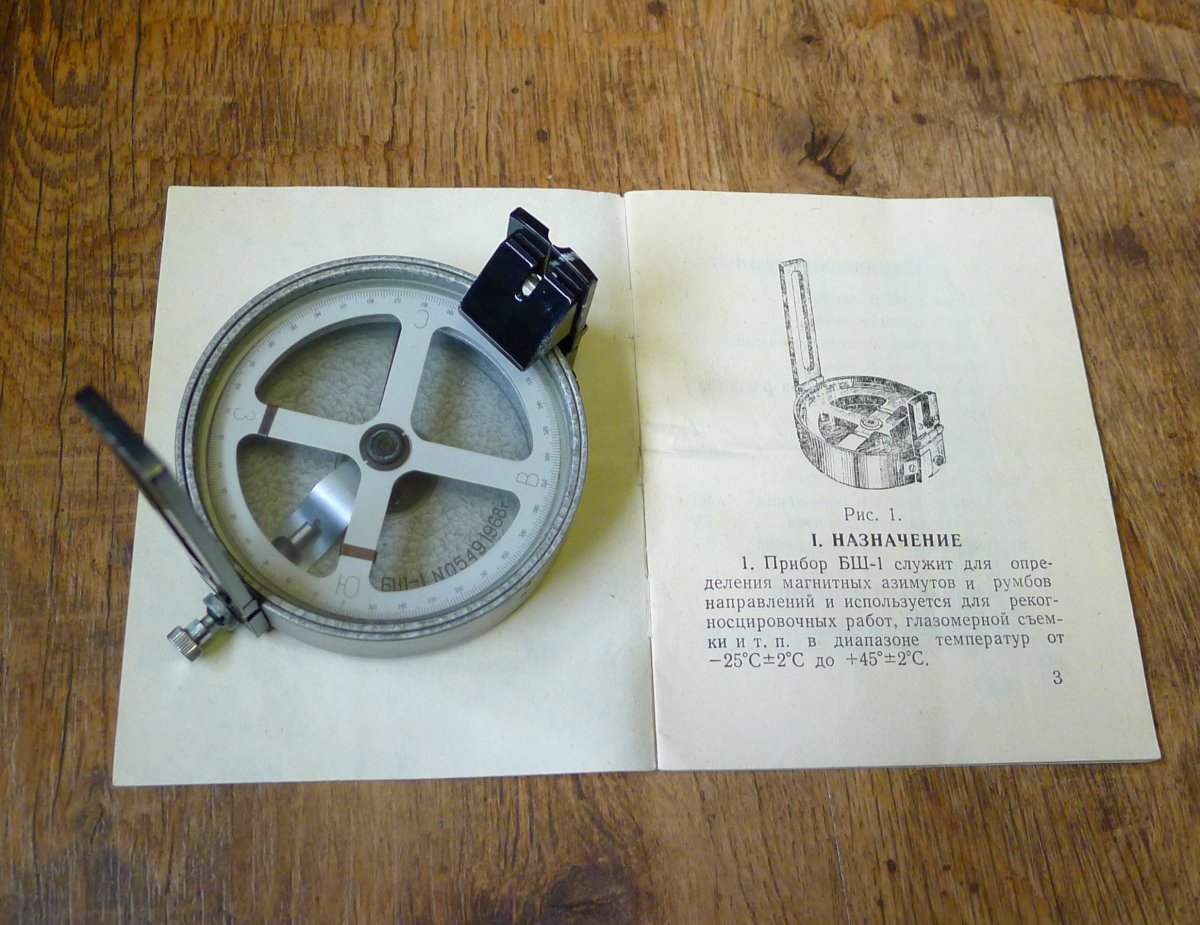 С
З
В
Ю
БШ-1 №0549 1968г.
Рис. 1.
I. НАЗНАЧЕНИЕ
1. Прибор БШ-1 служит для опре-
деления магнитных азимутов и румбов
направлений и используется для реког-
носцировочных работ, глазомерной съем-
ки и т. п. в диапазоне температур от
−25°С±2°С до +45°±2°С.
3